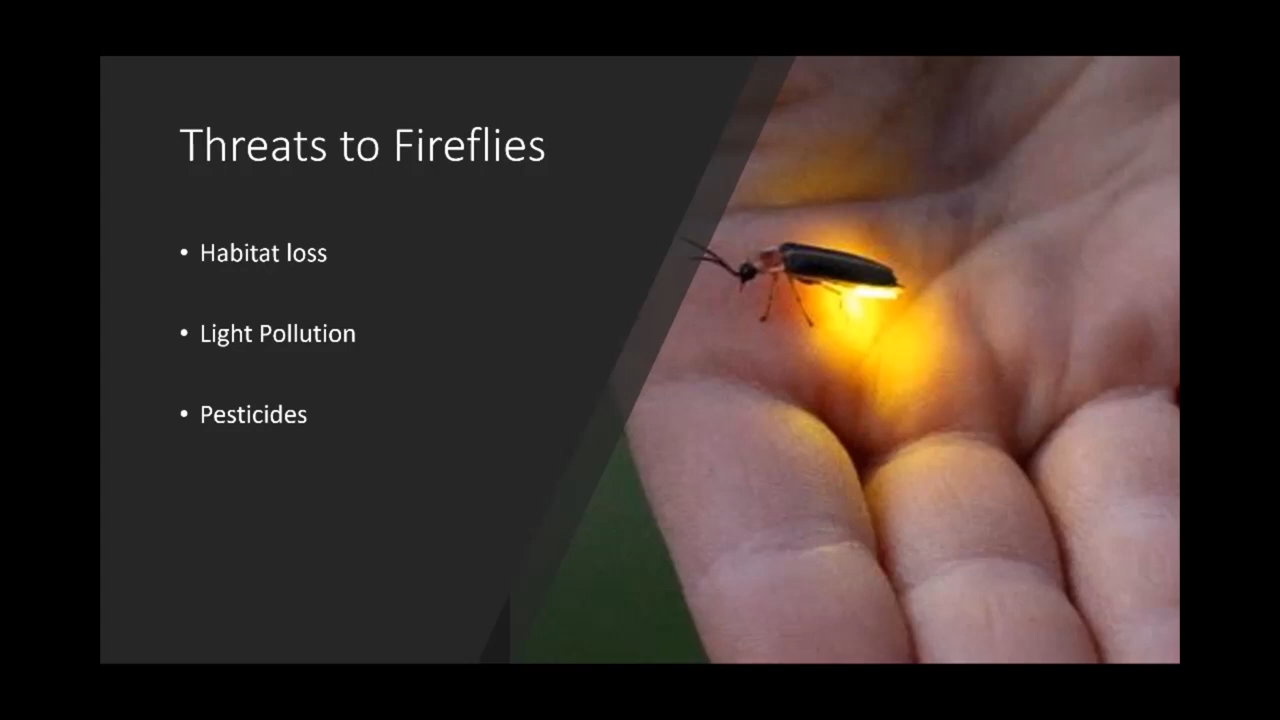 Threats to Fireflies
• Habitat loss
• Light Pollution
• Pesticides